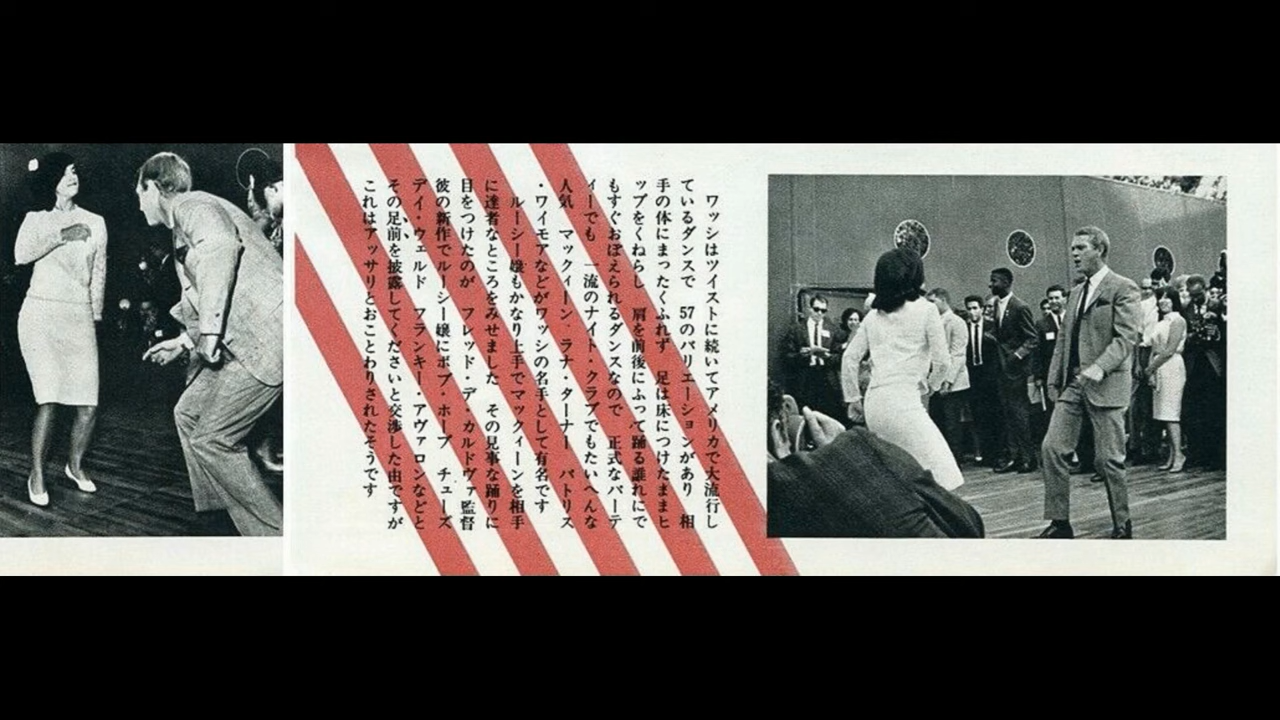 ワッシはツイストに続いてアメリカで大流行し
ているダンスで 57のバリエーションがあり 相
手の体にまったくふれず 足は床につけたままヒ
ップをくねらし 肩を前後にふって踊る誰れにで
もすぐおぼえられるダンスなので 正式なパーテ
ィーでも 一流のナイト・クラブでもたいへんな
人気 マックィーン、ラナ・ターナー パトリス
・ワイモアなどがワッシの名手として有名です
ルーシー嬢もかなり上手でマックィーンを相手
に達者なところをみせました その見事な踊りに
目をつけたのが フレッド・デ・カルドヴァ監督
彼の新作でルーシー嬢にボブ・ホープ チューズ
デイ・ウェルド フランキー・アヴァロンなどと
その足前を披露してくださいと交渉した由ですが
これはアッサリとおことわりされたそうです